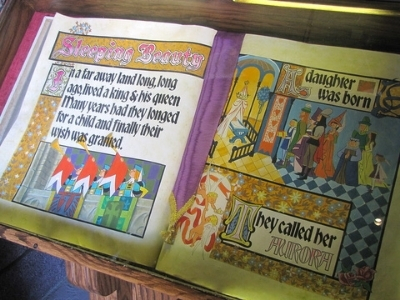 Sleeping Beauty
In a far away land long, long
ago, lived a king & his queen
Many years had they longed
for a child and finally their
wish was granted.
A daughter
was born
They called her
AURORA